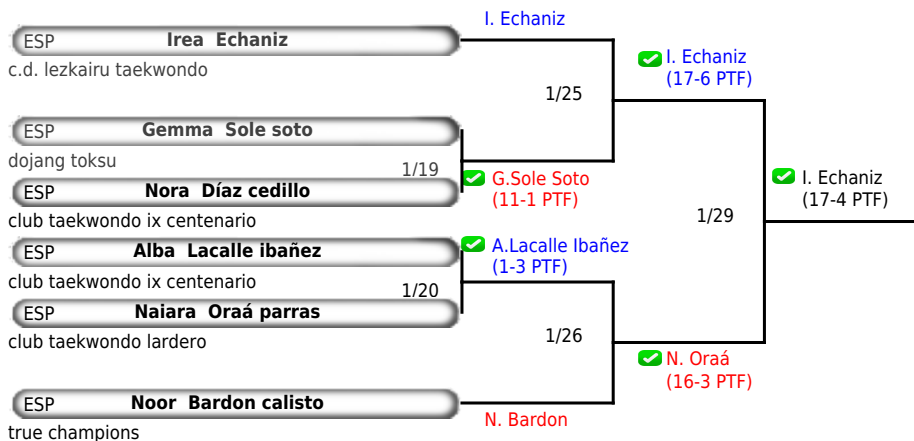 I. Echaniz
ESP Irea Echaniz
c.d. lezkairu taekwondo
I. Echaniz
(17-6 PTF)
1/25
ESP Gemma Sole soto
dojang toksu
1/19
G.Sole Soto
(11-1 PTF)
ESP Nora Díaz cedillo
club taekwondo ix centenario
I. Echaniz
(17-4 PTF)
1/29
ESP Alba Lacalle ibañez
club taekwondo ix centenario
A.Lacalle Ibañez
(1-3 PTF)
1/20
ESP Naiara Oraá parras
club taekwondo lardero
1/26
N. Oraá
(16-3 PTF)
ESP Noor Bardon calisto
true champions
N. Bardon